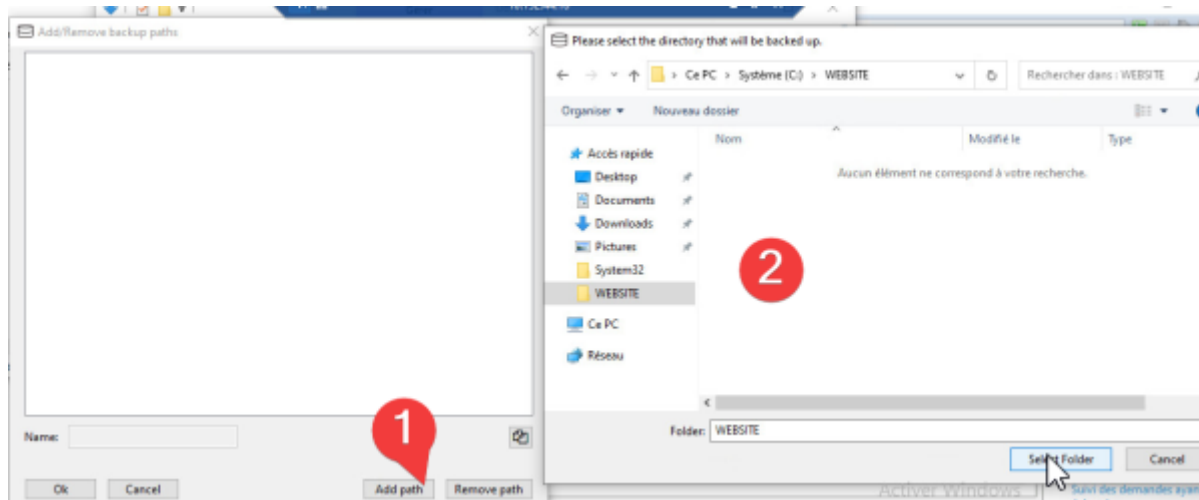 Add/Remove backup paths
Name:
1
Ok Cancel Add path Remove path
Please select the directory that will be backed up.
Ce PC > Système (C:) > WEBSITE
Rechercher dans : WEBSITE
Organiser Nouveau dossier
Nom Modifié le Type
Accès rapide
Aucun élément ne correspond à votre recherche.
Desktop
Documents
Downloads
Pictures
System32
WEBSITE
Ce PC
Réseau
2
Folder: WEBSITE
Select Folder Cancel
Activer Windows
Suivi des demandes ayan